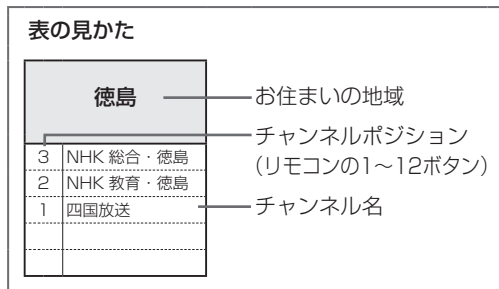 表の見かた
徳島
お住まいの地域
チャンネルポジション
（リモコンの1〜12ボタン）
3 NHK 総合・徳島
2 NHK 教育・徳島
1 四国放送
チャンネル名